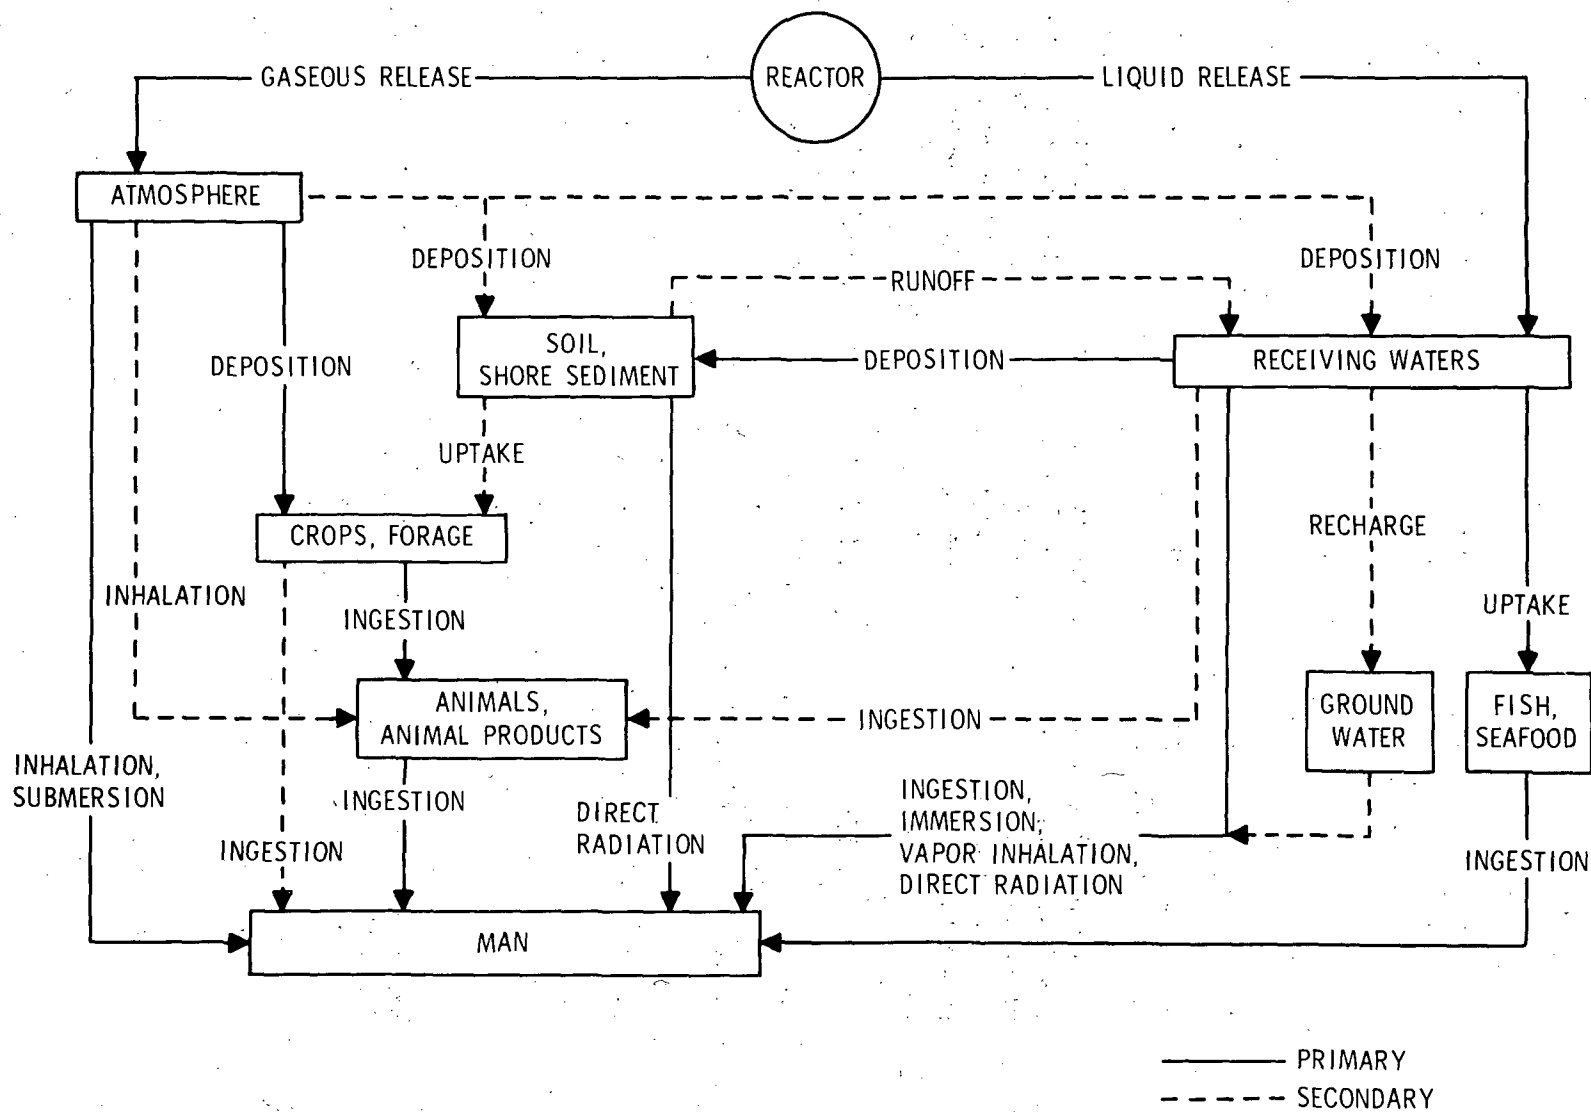 GASEOUS RELEASE
REACTOR
LIQUID RELEASE
ATMOSPHERE
DEPOSITION
DEPOSITION
RUNOFF
SOIL,
SHORE SEDIMENT
DEPOSITION
RECEIVING WATERS
DEPOSITION
UPTAKE
CROPS, FORAGE
RECHARGE
INHALATION
INGESTION
UPTAKE
ANIMALS,
ANIMAL PRODUCTS
INGESTION
GROUND
WATER
FISH,
SEAFOOD
INHALATION,
SUBMERSION
INGESTION
DIRECT
RADIATION
INGESTION,
IMMERSION,
VAPOR INHALATION,
DIRECT RADIATION
INGESTION
INGESTION
MAN
PRIMARY
SECONDARY